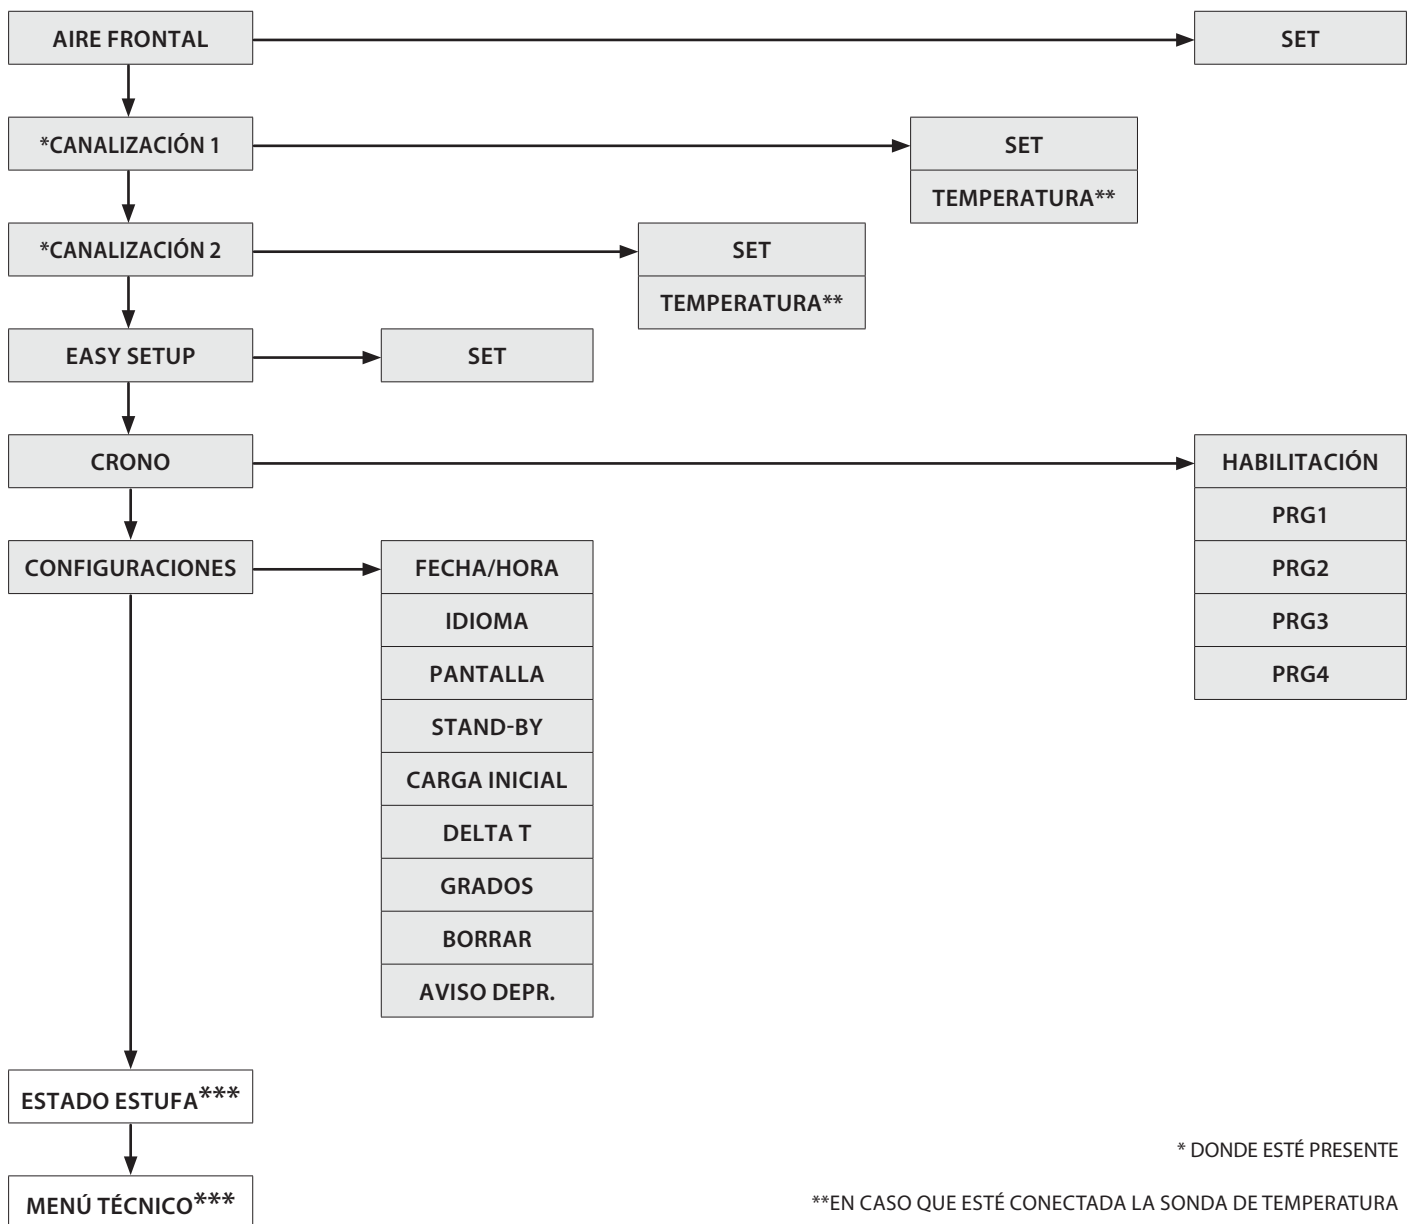 AIRE FRONTAL
SET
*CANALIZACIÓN 1
SET
TEMPERATURA**
*CANALIZACIÓN 2
SET
TEMPERATURA**
EASY SETUP
SET
CRONO
HABILITACIÓN
PRG1
PRG2
PRG3
PRG4
CONFIGURACIONES
FECHA/HORA
IDIOMA
PANTALLA
STAND-BY
CARGA INICIAL
DELTA T
GRADOS
BORRAR
AVISO DEPR.
ESTADO ESTUFA***
MENÚ TÉCNICO***
* DONDE ESTÉ PRESENTE
**EN CASO QUE ESTÉ CONECTADA LA SONDA DE TEMPERATURA